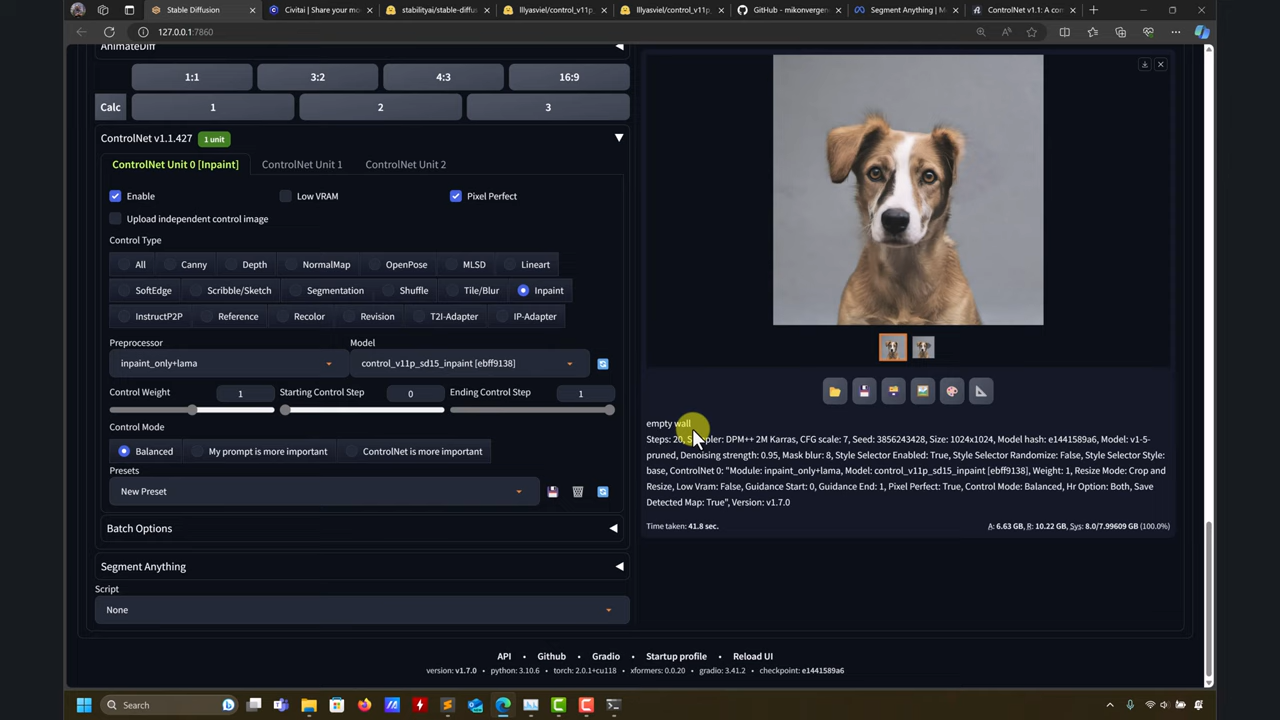 Stable Diffusion
Civitai | Share your mod
stabilityai/stable-diffus
lllyasviel/control_v11p_
lllyasviel/control_v11p_
GitHub - mikonvergen
Segment Anything | M
ControlNet v1.1: A con
127.0.0.1:7860
AnimateDiff
1:1
3:2
4:3
16:9
Calc
1
2
3
ControlNet v1.1.427
1 unit
ControlNet Unit 0 [Inpaint]
ControlNet Unit 1
ControlNet Unit 2
Enable
Low VRAM
Pixel Perfect
Upload independent control image
Control Type
All
Canny
Depth
NormalMap
OpenPose
MLSD
Lineart
SoftEdge
Scribble/Sketch
Segmentation
Shuffle
Tile/Blur
Inpaint
InstructP2P
Reference
Recolor
Revision
T2I-Adapter
IP-Adapter
Preprocessor
Model
inpaint_only+lama
control_v11p_sd15_inpaint [ebff9138]
Control Weight
1
Starting Control Step
0
Ending Control Step
1
Control Mode
Balanced
My prompt is more important
ControlNet is more important
Presets
New Preset
Batch Options
Segment Anything
Script
None
empty wall
Steps: 20, Sampler: DPM++ 2M Karras, CFG scale: 7, Seed: 3856243428, Size: 1024x1024, Model hash: e1441589a6, Model: v1-5-
pruned, Denoising strength: 0.95, Mask blur: 8, Style Selector Enabled: True, Style Selector Randomize: False, Style Selector Style:
base, ControlNet 0: "Module: inpaint_only+lama, Model: control_v11p_sd15_inpaint [ebff9138], Weight: 1, Resize Mode: Crop and
Resize, Low Vram: False, Guidance Start: 0, Guidance End: 1, Pixel Perfect: True, Control Mode: Balanced, Hr Option: Both, Save
Detected Map: True", Version: v1.7.0
Time taken: 41.8 sec.
A: 6.63 GB, R: 10.22 GB, Sys: 8.0/7.99609 GB (100.0%)
API • Github • Gradio • Startup profile • Reload UI
version: v1.7.0 • python: 3.10.6 • torch: 2.0.1+cu118 • xformers: 0.0.20 • gradio: 3.41.2 • checkpoint: e1441589a6
Search